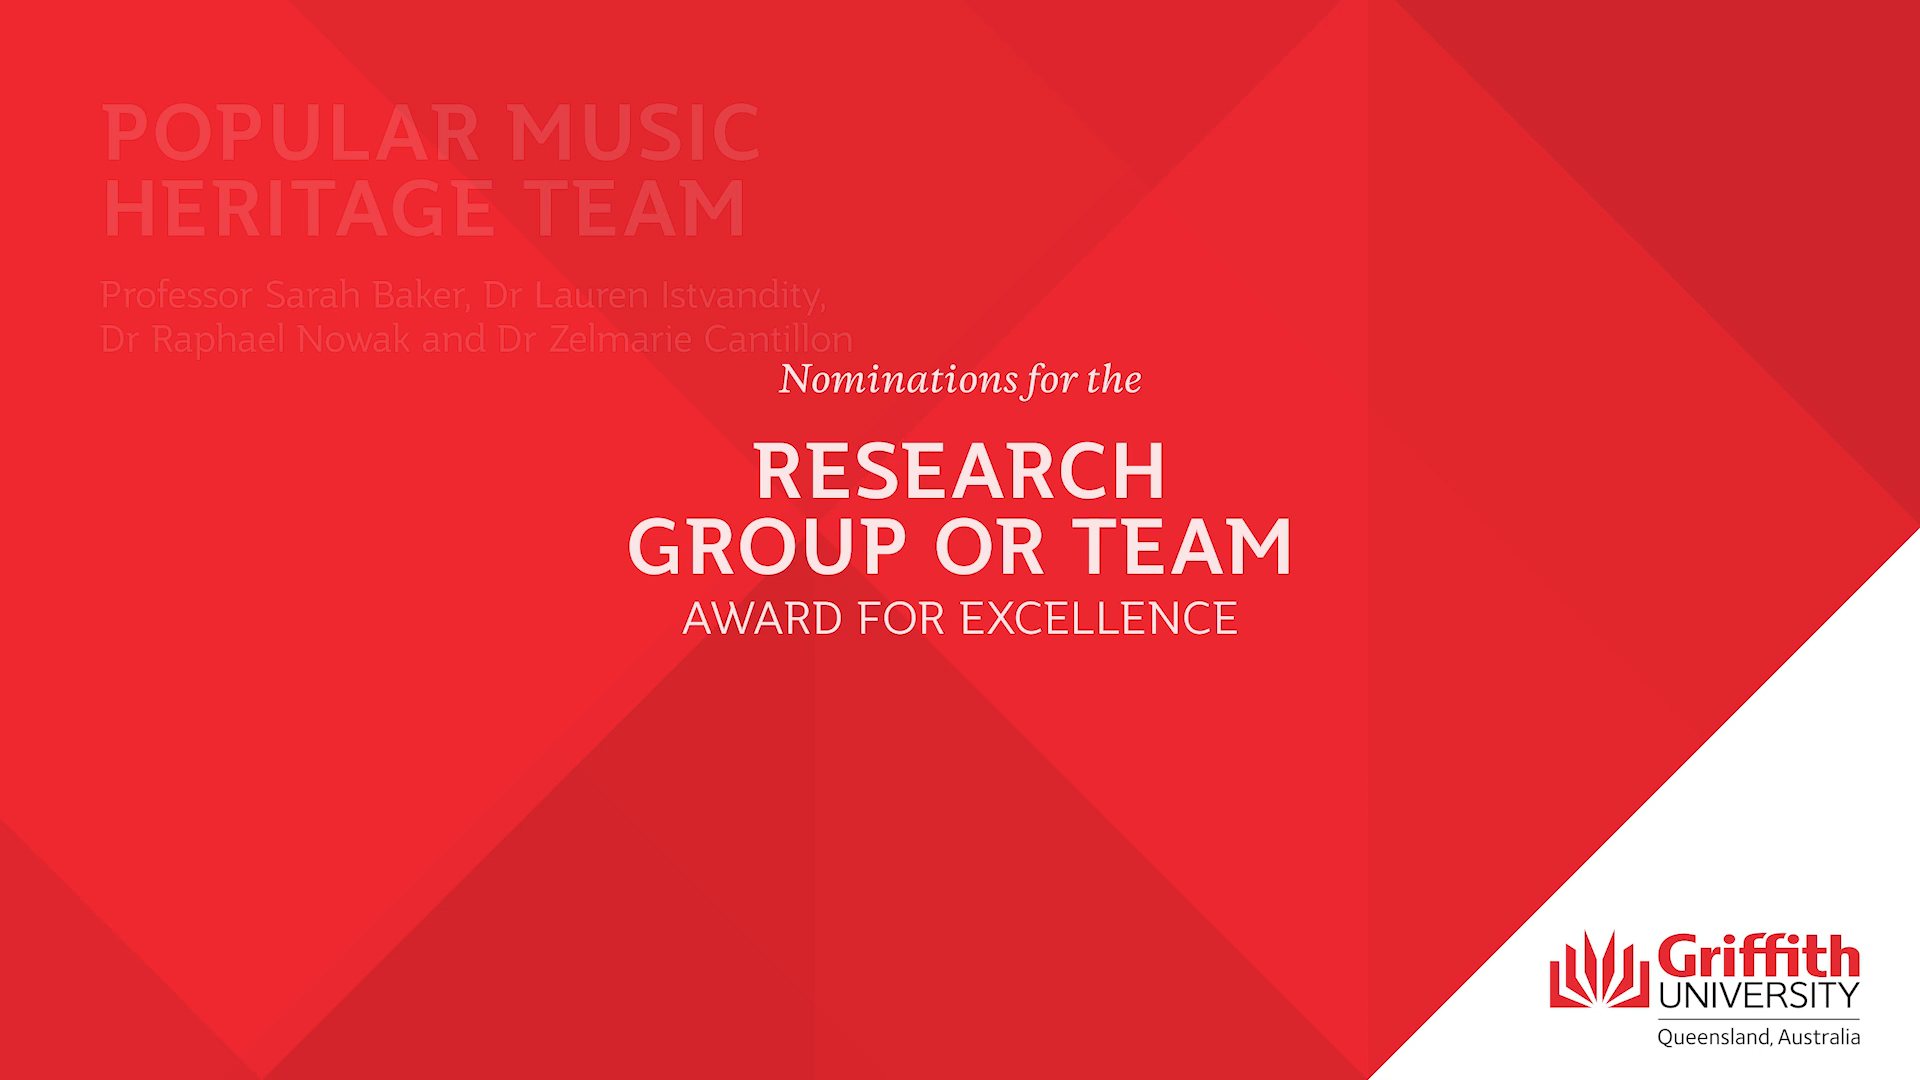 POPULAR MUSIC
HERITAGE TEAM
Professor Sarah Baker, Dr Lauren Istvandity,
Dr Raphael Nowak and Dr Zelmarie Cantillon
Nominations for the
RESEARCH
GROUP OR TEAM
AWARD FOR EXCELLENCE
Griffith
UNIVERSITY
Queensland, Australia